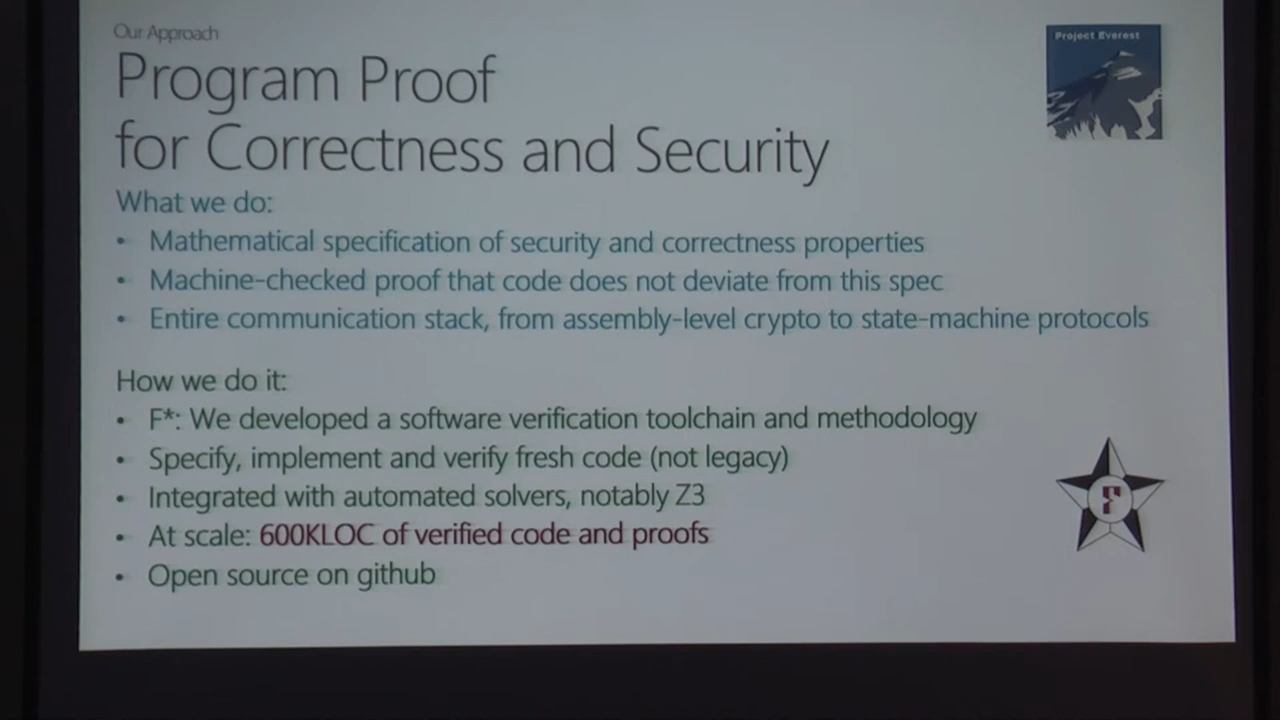 Our Approach
Project Everest
Program Proof
for Correctness and Security
What we do:
• Mathematical specification of security and correctness properties
• Machine-checked proof that code does not deviate from this spec
• Entire communication stack, from assembly-level crypto to state-machine protocols
How we do it:
• F*: We developed a software verification toolchain and methodology
• Specify, implement and verify fresh code (not legacy)
• Integrated with automated solvers, notably Z3
• At scale: 600KLOC of verified code and proofs
• Open source on github
F